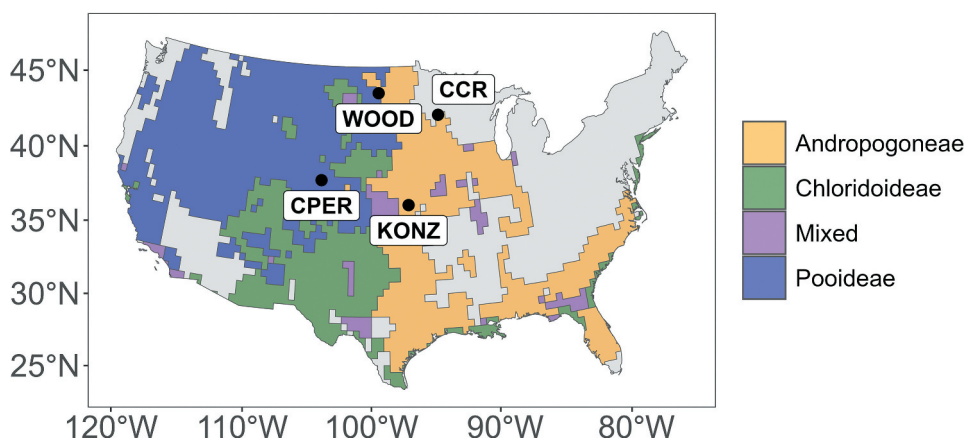 45°N
40°N
35°N
30°N
25°N
CCR
WOOD
CPER
KONZ
120°W 110°W 100°W 90°W 80°W
Andropogoneae
Chloridoideae
Mixed
Pooideae